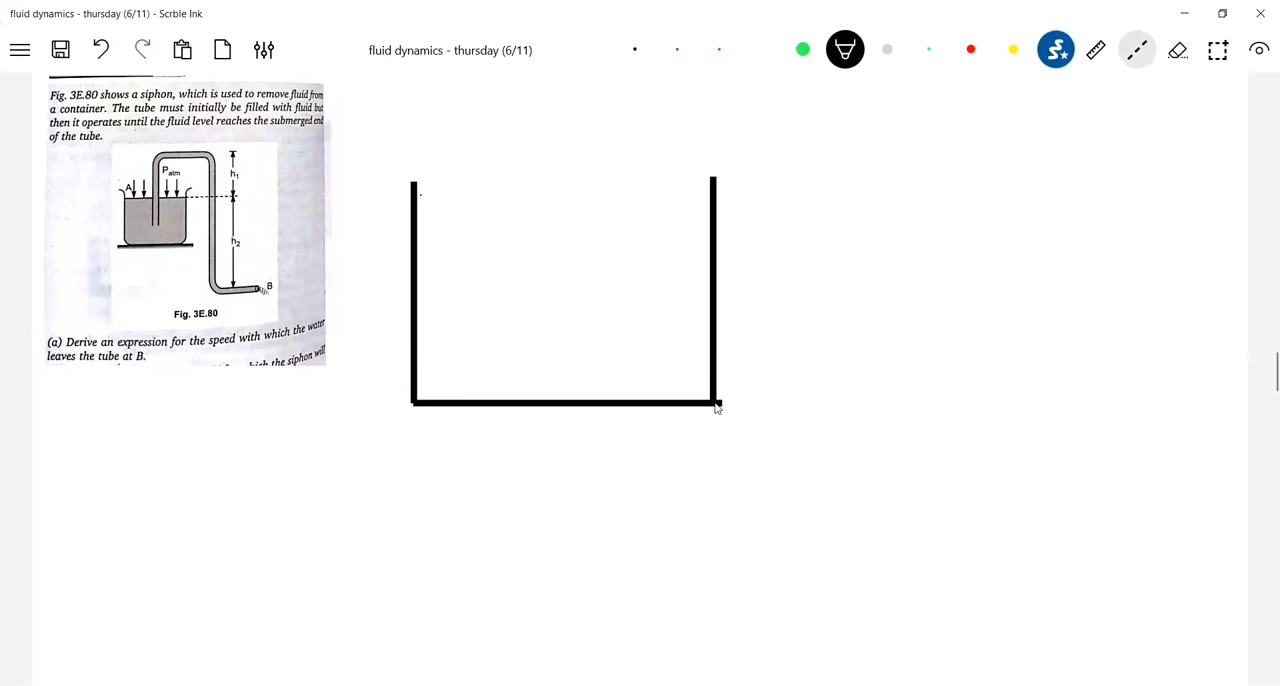 fluid dynamics - thursday (6/11) - Scrble Ink
fluid dynamics - thursday (6/11)
Fig. 3E.80 shows a siphon, which is used to remove fluid from
a container. The tube must initially be filled with fluid but
then it operates until the fluid level reaches the submerged end
of the tube.
A
Patm
h1
h2
B
Fig. 3E.80
(a) Derive an expression for the speed with which the water
leaves the tube at B.
which the siphon will